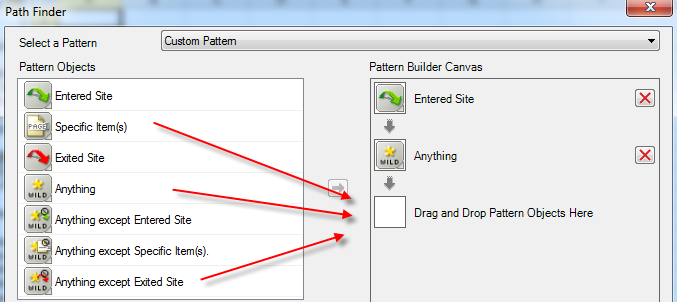 Path Finder
Select a Pattern
Custom Pattern
Pattern Objects
Entered Site
PAGE
Specific Item(s)
Exited Site
WILD
Anything
WILD
Anything except Entered Site
WILD
Anything except Specific Item(s).
WILD
Anything except Exited Site
Pattern Builder Canvas
Entered Site
WILD
Anything
Drag and Drop Pattern Objects Here